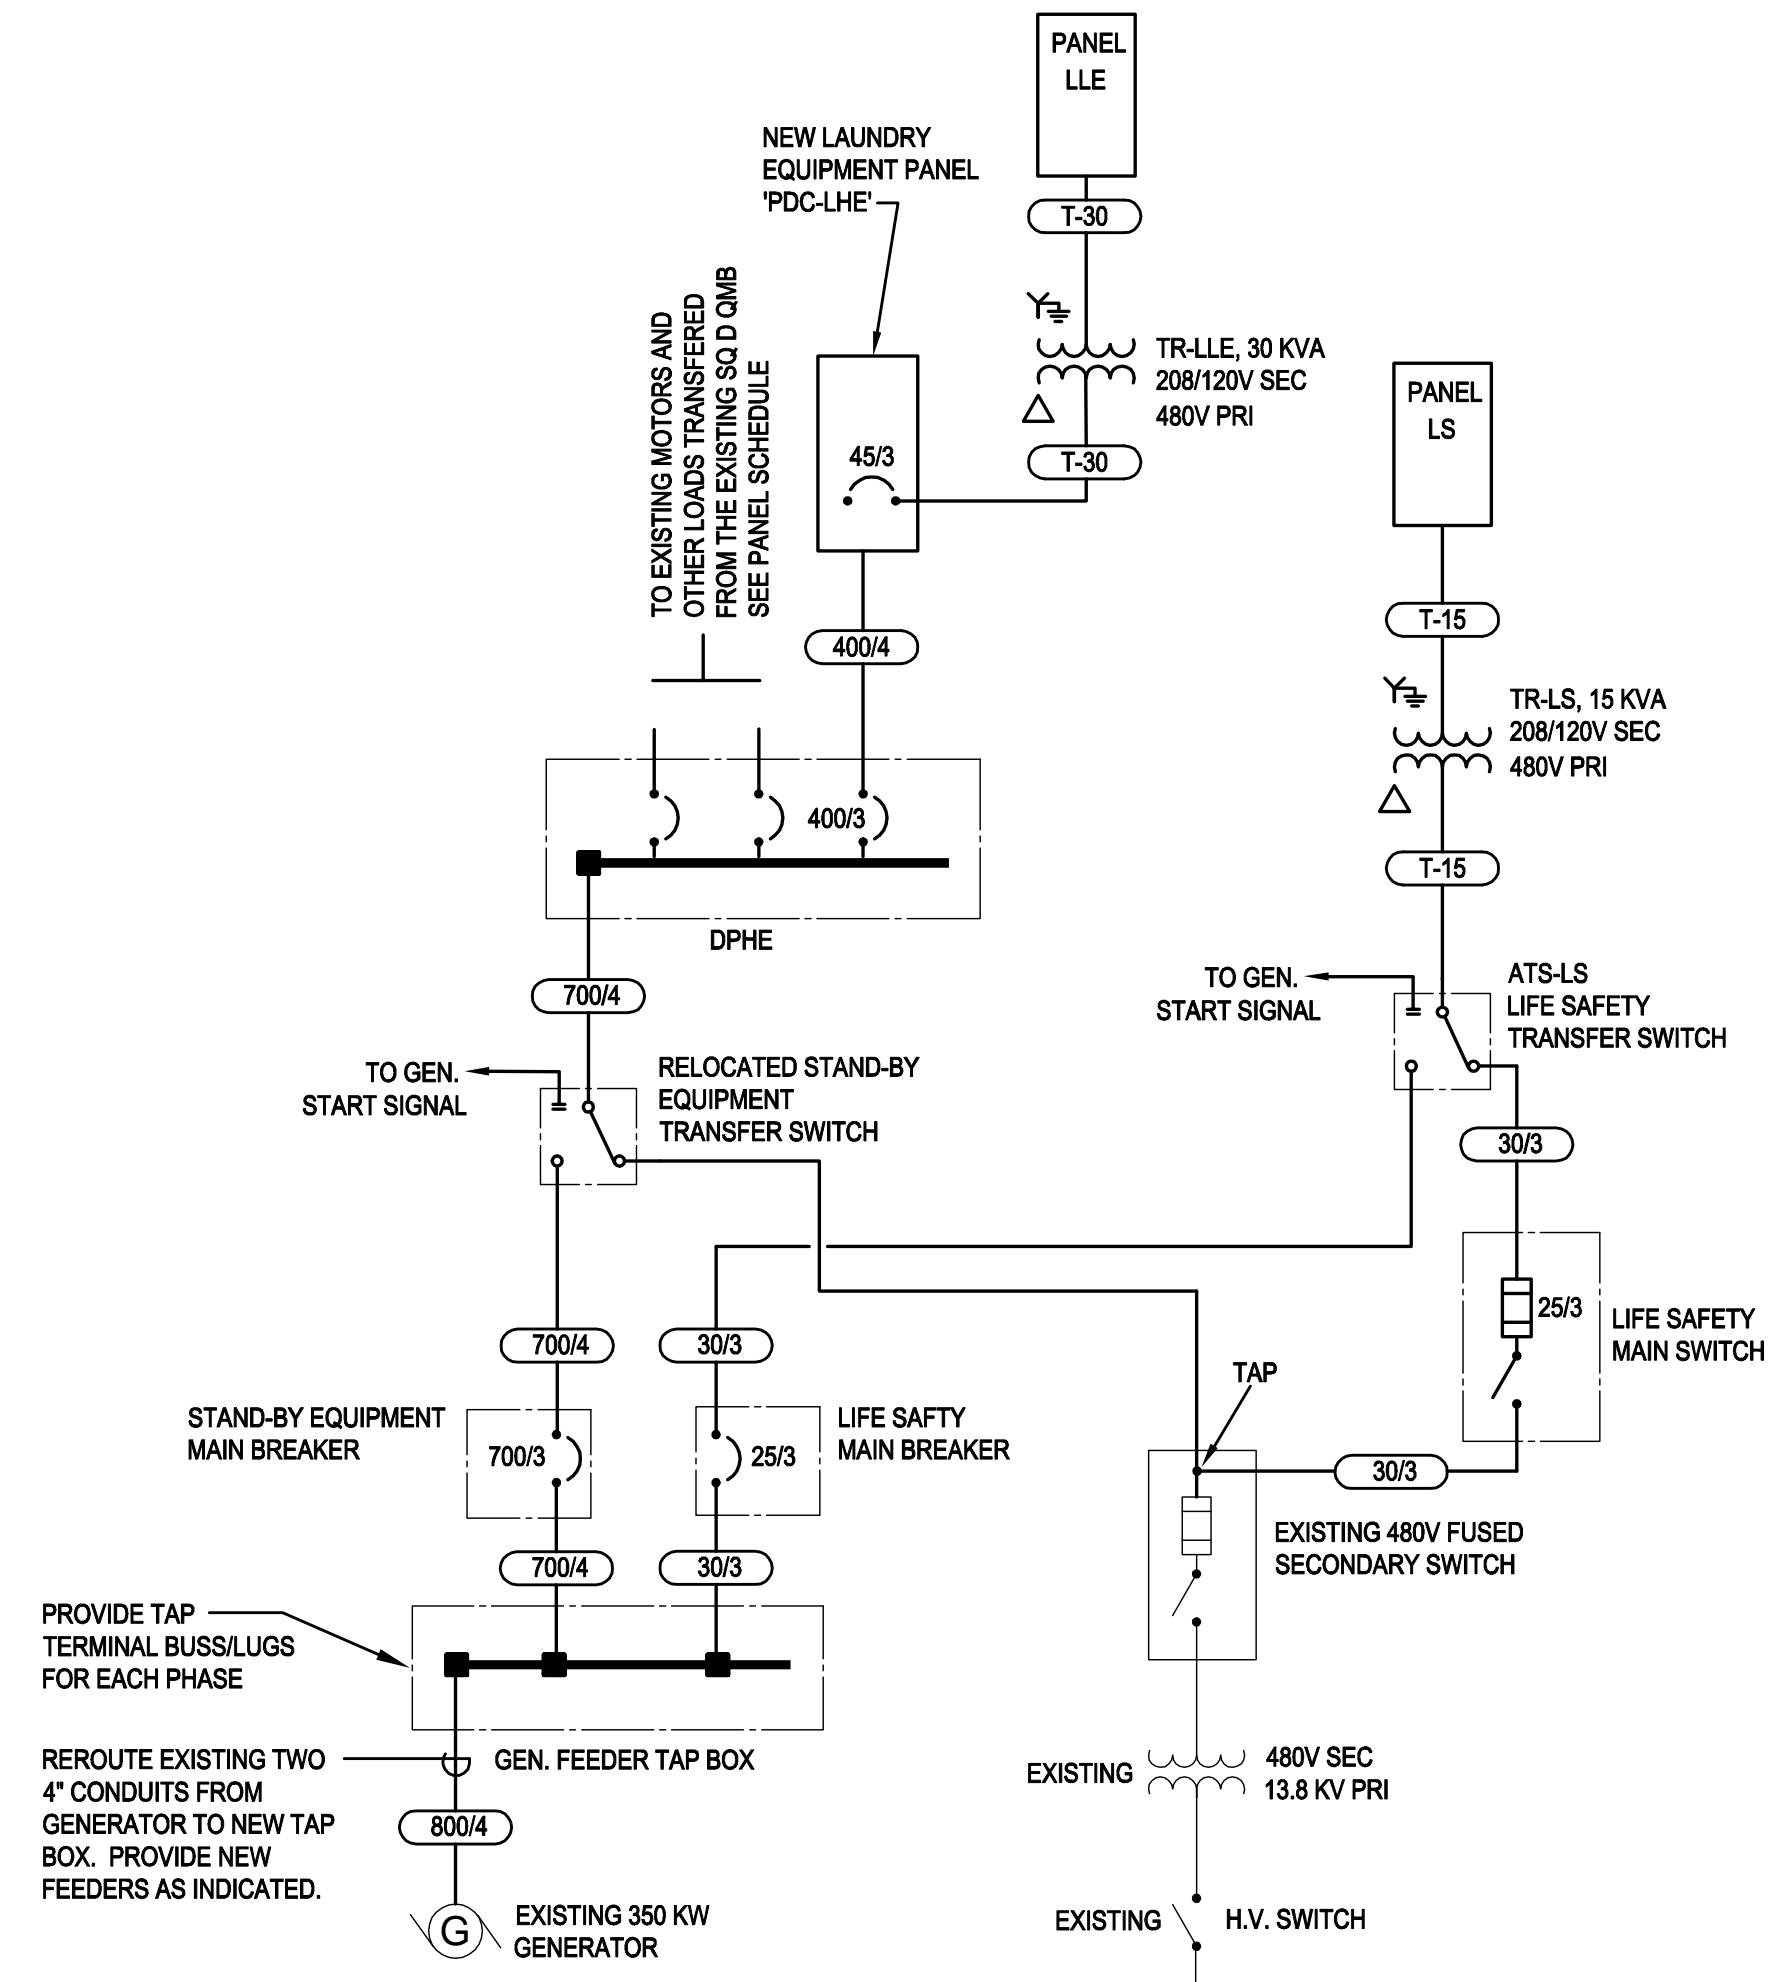 PANEL
LLE
NEW LAUNDRY
EQUIPMENT PANEL
'PDC-LHE'
T-30
TO EXISTING MOTORS AND
OTHER LOADS TRANSFERED
FROM THE EXISTING SQ D QMB
SEE PANEL SCHEDULE
TR-LLE, 30 KVA
208/120V SEC
480V PRI
PANEL
LS
45/3
T-30
T-15
400/4
TR-LS, 15 KVA
208/120V SEC
480V PRI
400/3
T-15
DPHE
700/4
TO GEN.
START SIGNAL
ATS-LS
LIFE SAFETY
TRANSFER SWITCH
TO GEN.
START SIGNAL
RELOCATED STAND-BY
EQUIPMENT
TRANSFER SWITCH
30/3
25/3
LIFE SAFETY
MAIN SWITCH
700/4
30/3
TAP
STAND-BY EQUIPMENT
MAIN BREAKER
700/3
25/3
LIFE SAFTY
MAIN BREAKER
30/3
EXISTING 480V FUSED
SECONDARY SWITCH
700/4
30/3
PROVIDE TAP
TERMINAL BUSS/LUGS
FOR EACH PHASE
REROUTE EXISTING TWO
4" CONDUITS FROM
GENERATOR TO NEW TAP
BOX.  PROVIDE NEW
FEEDERS AS INDICATED.
GEN. FEEDER TAP BOX
EXISTING
480V SEC
13.8 KV PRI
800/4
G
EXISTING 350 KW
GENERATOR
EXISTING
H.V. SWITCH